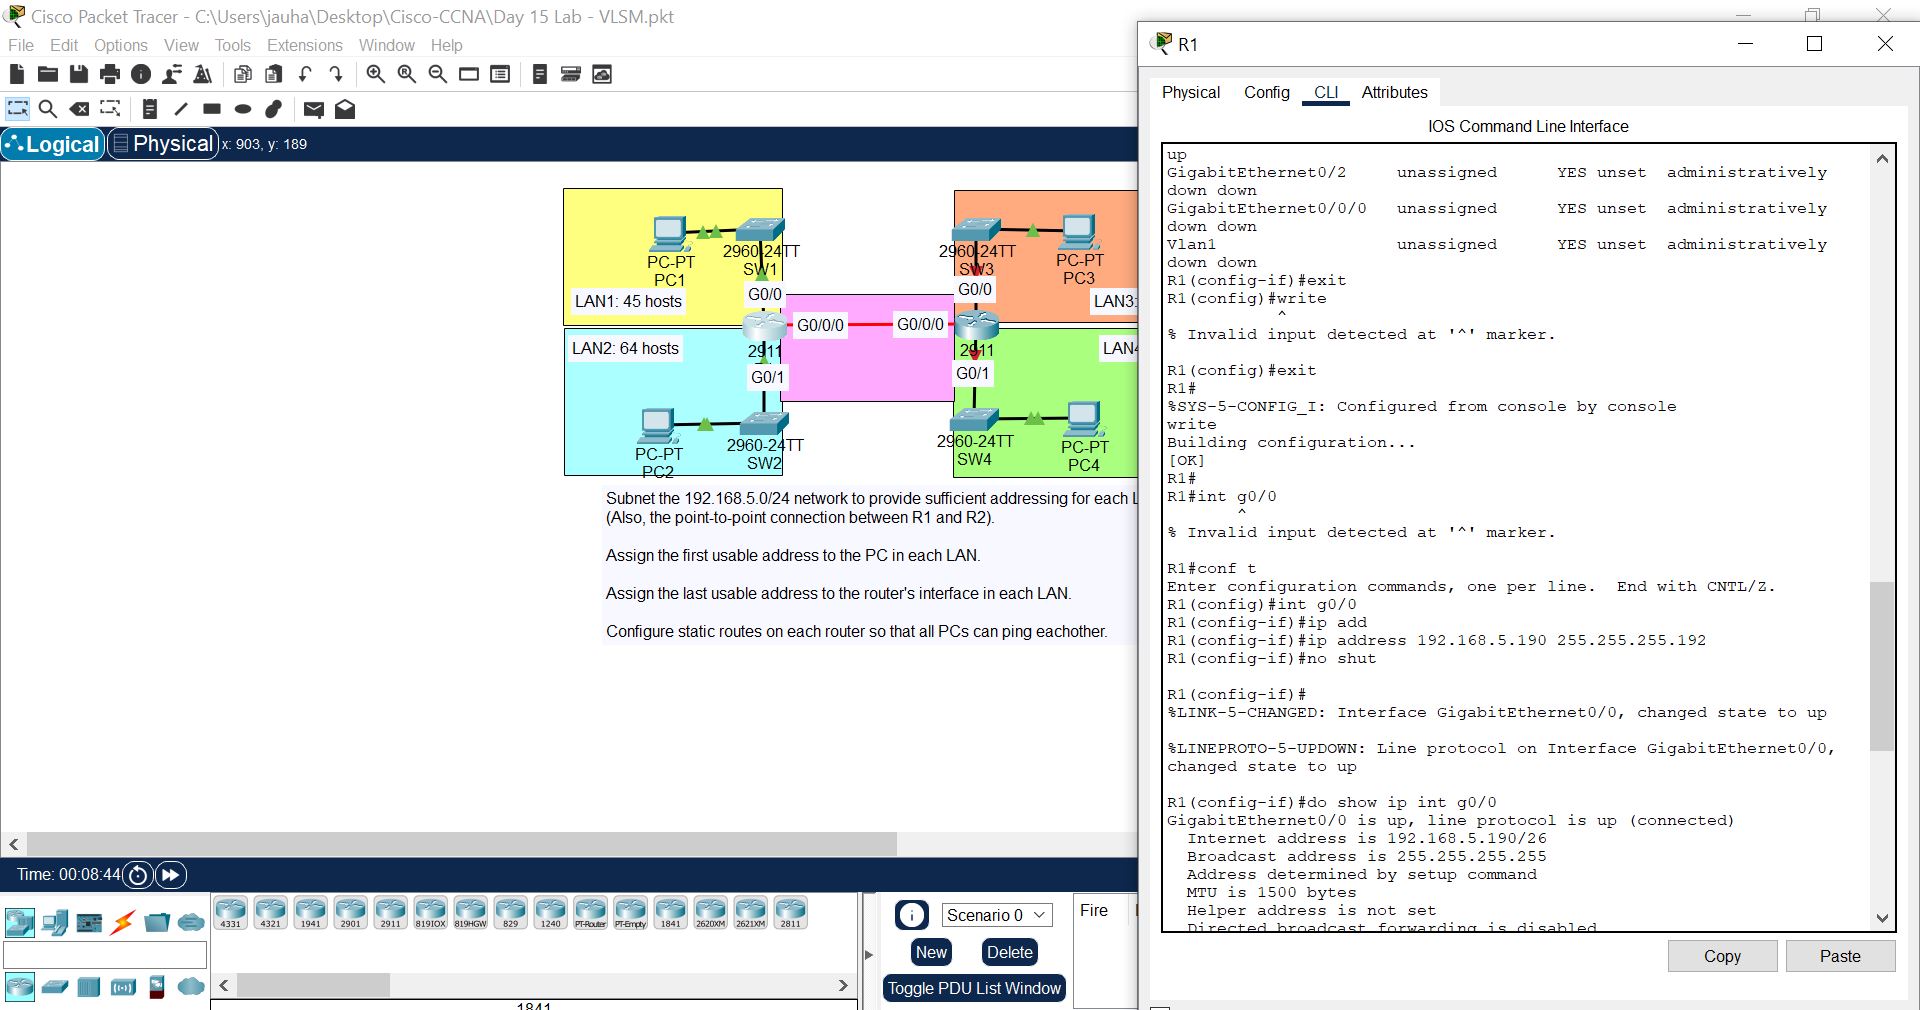 Cisco Packet Tracer - C:\Users\jauha\Desktop\Cisco-CCNA\Day 15 Lab - VLSM.pkt
File Edit Options View Tools Extensions Window Help
Logical Physical x: 903, y: 189
PC-PT
PC1
2960-24TT
SW1
LAN1: 45 hosts
G0/0
2960-24TT
SW3
PC-PT
PC3
G0/0
LAN3:
G0/0/0
G0/0/0
LAN2: 64 hosts
2911
2911
LAN4
G0/1
G0/1
PC-PT
PC2
2960-24TT
SW2
2960-24TT
SW4
PC-PT
PC4
Subnet the 192.168.5.0/24 network to provide sufficient addressing for each L
(Also, the point-to-point connection between R1 and R2).
Assign the first usable address to the PC in each LAN.
Assign the last usable address to the router's interface in each LAN.
Configure static routes on each router so that all PCs can ping eachother.
Time: 00:08:44
4331 4321 1941 2901 2911 819IOX 819HGW 829 1240 PT-Router PT-Empty 1841 2620XM 2621XM 2811
1841
Scenario 0
New Delete
Toggle PDU List Window
Fire
R1
Physical Config CLI Attributes
IOS Command Line Interface
up
GigabitEthernet0/2 unassigned YES unset administratively
down down
GigabitEthernet0/0/0 unassigned YES unset administratively
down down
Vlan1 unassigned YES unset administratively
down down
R1(config-if)#exit
R1(config)#write
^
% Invalid input detected at '^' marker.
R1(config)#exit
R1#
%SYS-5-CONFIG_I: Configured from console by console
write
Building configuration...
[OK]
R1#
R1#int g0/0
^
% Invalid input detected at '^' marker.
R1#conf t
Enter configuration commands, one per line. End with CNTL/Z.
R1(config)#int g0/0
R1(config-if)#ip add
R1(config-if)#ip address 192.168.5.190 255.255.255.192
R1(config-if)#no shut
R1(config-if)#
%LINK-5-CHANGED: Interface GigabitEthernet0/0, changed state to up
%LINEPROTO-5-UPDOWN: Line protocol on Interface GigabitEthernet0/0,
changed state to up
R1(config-if)#do show ip int g0/0
GigabitEthernet0/0 is up, line protocol is up (connected)
Internet address is 192.168.5.190/26
Broadcast address is 255.255.255.255
Address determined by setup command
MTU is 1500 bytes
Helper address is not set
Directed broadcast forwarding is disabled
Copy Paste